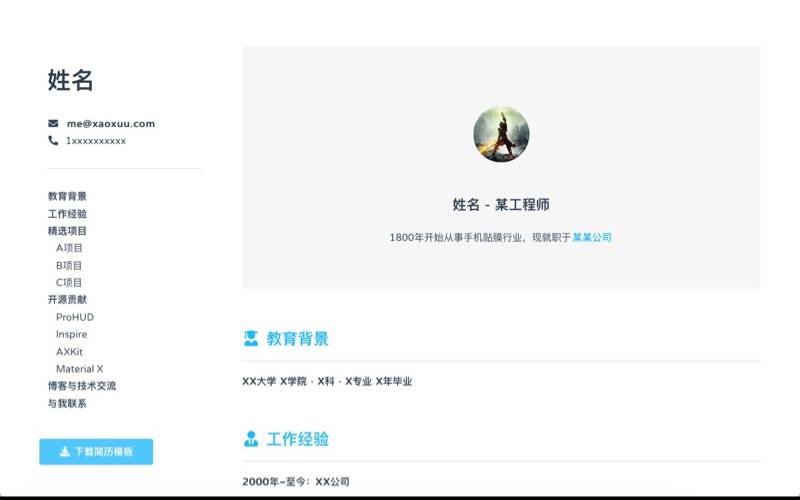 姓名
me@xaoxuu.com
1xxxxxxxxxx
教育背景
工作经验
精选项目
A项目
B项目
C项目
开源贡献
ProHUD
Inspire
AXKit
Material X
博客与技术交流
与我联系
下载简历模板
姓名 - 某工程师
1800年开始从事手机贴膜行业，现就职于 某某公司
教育背景
XX大学 X学院 · X科 · X专业 X年毕业
工作经验
2000年~至今：XX公司